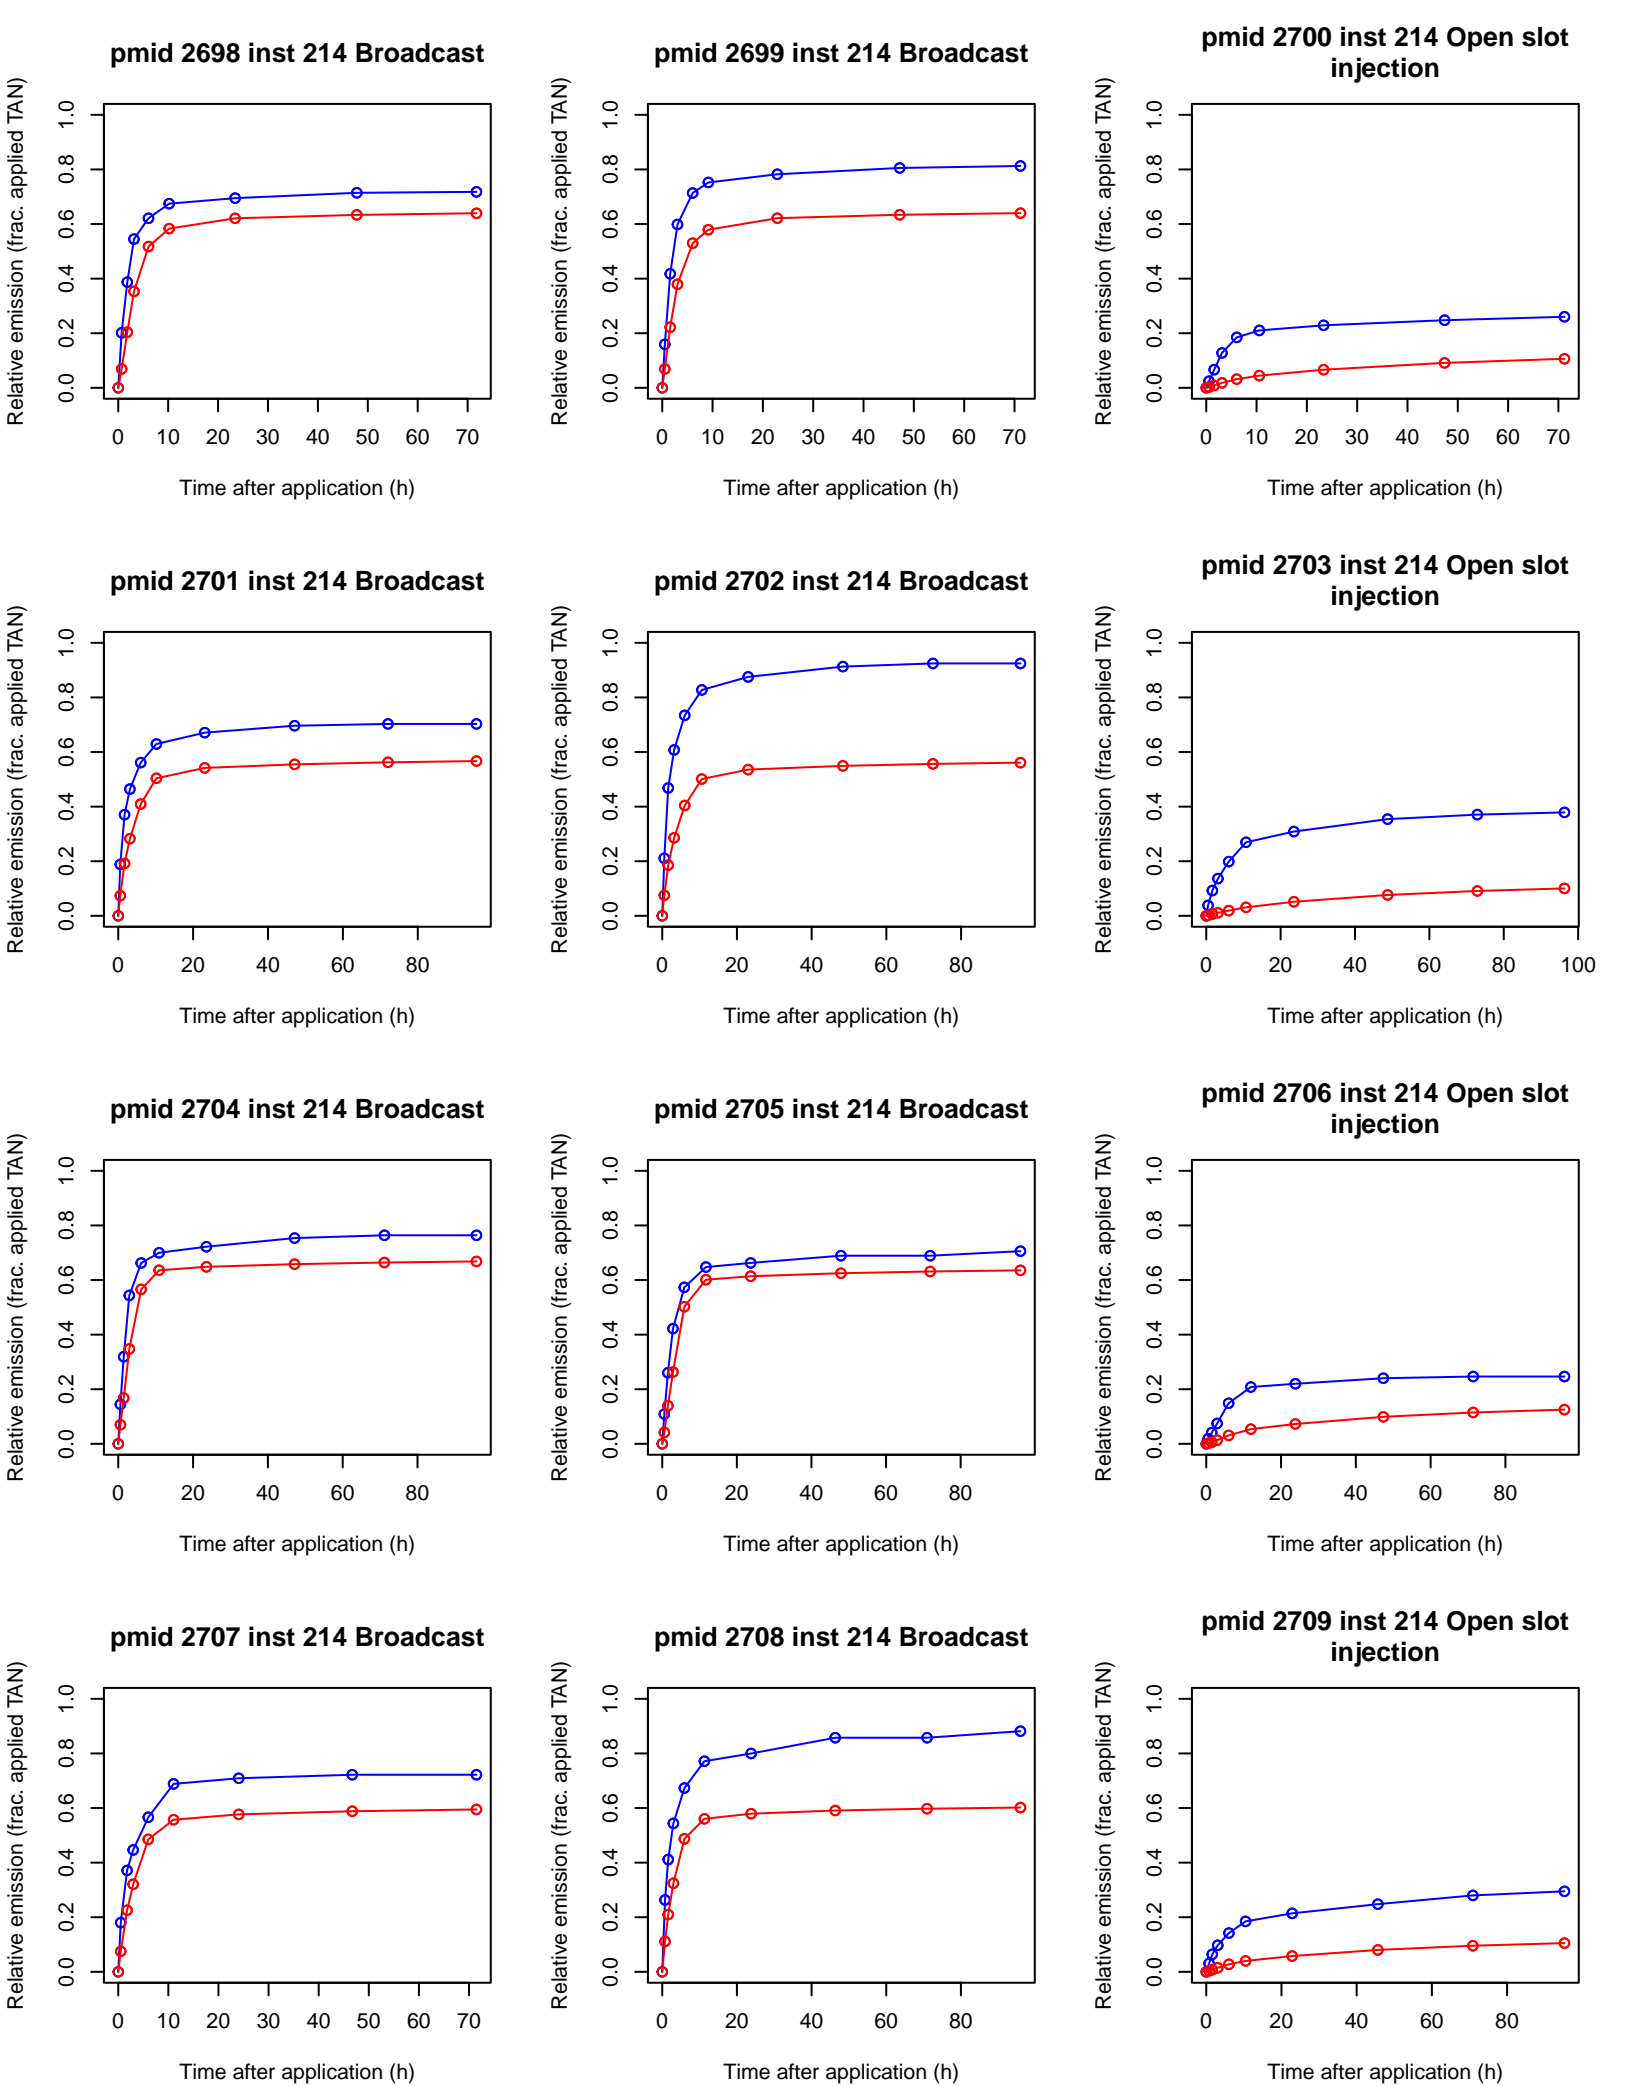 pmid 2698 inst 214 Broadcast
Relative emission (frac. applied TAN)
0.0 0.2 0.4 0.6 0.8 1.0
0 10 20 30 40 50 60 70
Time after application (h)
pmid 2699 inst 214 Broadcast
Relative emission (frac. applied TAN)
0.0 0.2 0.4 0.6 0.8 1.0
0 10 20 30 40 50 60 70
Time after application (h)
pmid 2700 inst 214 Open slot
injection
Relative emission (frac. applied TAN)
0.0 0.2 0.4 0.6 0.8 1.0
0 10 20 30 40 50 60 70
Time after application (h)
pmid 2701 inst 214 Broadcast
Relative emission (frac. applied TAN)
0.0 0.2 0.4 0.6 0.8 1.0
0 20 40 60 80
Time after application (h)
pmid 2702 inst 214 Broadcast
Relative emission (frac. applied TAN)
0.0 0.2 0.4 0.6 0.8 1.0
0 20 40 60 80
Time after application (h)
pmid 2703 inst 214 Open slot
injection
Relative emission (frac. applied TAN)
0.0 0.2 0.4 0.6 0.8 1.0
0 20 40 60 80 100
Time after application (h)
pmid 2704 inst 214 Broadcast
Relative emission (frac. applied TAN)
0.0 0.2 0.4 0.6 0.8 1.0
0 20 40 60 80
Time after application (h)
pmid 2705 inst 214 Broadcast
Relative emission (frac. applied TAN)
0.0 0.2 0.4 0.6 0.8 1.0
0 20 40 60 80
Time after application (h)
pmid 2706 inst 214 Open slot
injection
Relative emission (frac. applied TAN)
0.0 0.2 0.4 0.6 0.8 1.0
0 20 40 60 80
Time after application (h)
pmid 2707 inst 214 Broadcast
Relative emission (frac. applied TAN)
0.0 0.2 0.4 0.6 0.8 1.0
0 10 20 30 40 50 60 70
Time after application (h)
pmid 2708 inst 214 Broadcast
Relative emission (frac. applied TAN)
0.0 0.2 0.4 0.6 0.8 1.0
0 20 40 60 80
Time after application (h)
pmid 2709 inst 214 Open slot
injection
Relative emission (frac. applied TAN)
0.0 0.2 0.4 0.6 0.8 1.0
0 20 40 60 80
Time after application (h)